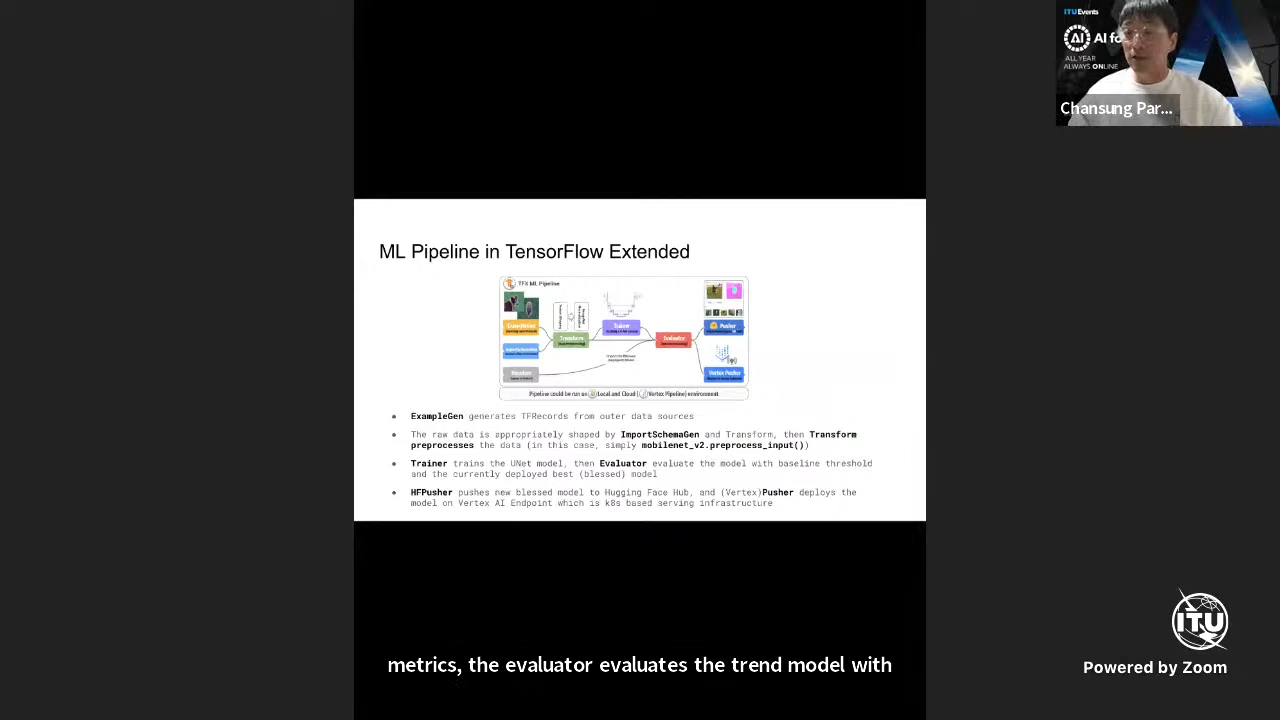 ITUEvents
AI fo
ALL YEAR
ALWAYS ONLINE
Chansung Par...
ML Pipeline in TensorFlow Extended
TFX ML Pipeline
Transform
Trainer
Evaluator
Pusher
Vertex Pusher
Pipeline could be run on Local and Cloud (Vertex Pipeline) environment
• ExampleGen generates TFRecords from outer data sources
• The raw data is appropriately shaped by ImportSchemaGen and Transform, then Transform
preprocesses the data (in this case, simply mobilenet_v2.preprocess_input())
• Trainer trains the UNet model, then Evaluator evaluate the model with baseline threshold
and the currently deployed best (blessed) model
• HFPusher pushes new blessed model to Hugging Face Hub, and (Vertex)Pusher deploys the
model on Vertex AI Endpoint which is k8s based serving infrastructure
metrics, the evaluator evaluates the trend model with
ITU
Powered by Zoom